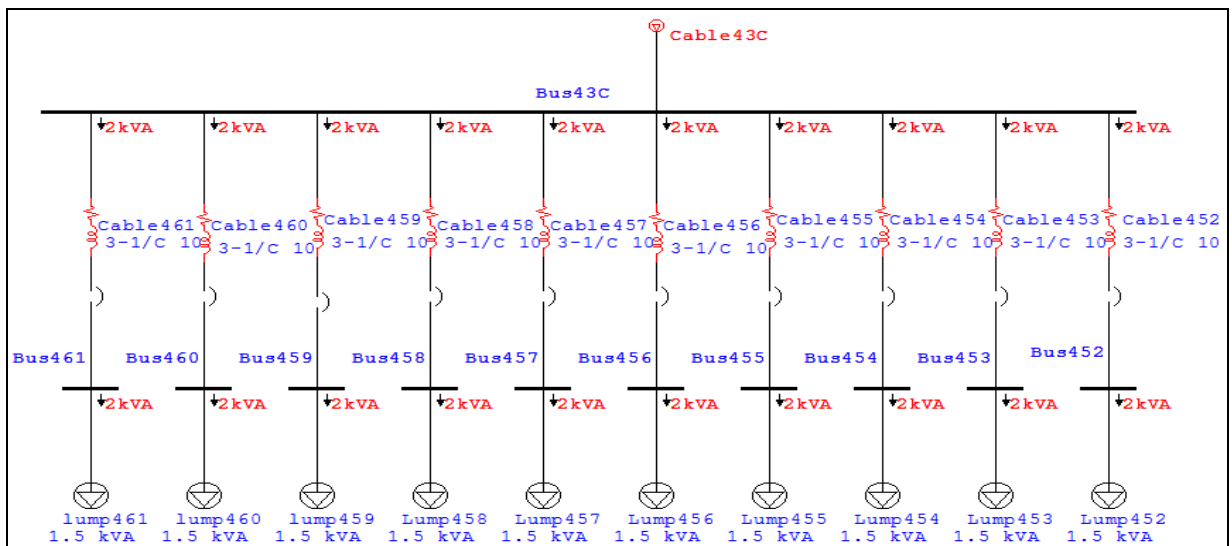 Cable43C
Bus43C
2kVA 2kVA 2kVA 2kVA 2kVA 2kVA 2kVA 2kVA 2kVA 2kVA
Cable461 Cable460 Cable459 Cable458 Cable457 Cable456 Cable455 Cable454 Cable453 Cable452
3-1/C 10 3-1/C 10 3-1/C 10 3-1/C 10 3-1/C 10 3-1/C 10 3-1/C 10 3-1/C 10 3-1/C 10 3-1/C 10
Bus461 Bus460 Bus459 Bus458 Bus457 Bus456 Bus455 Bus454 Bus453 Bus452
2kVA 2kVA 2kVA 2kVA 2kVA 2kVA 2kVA 2kVA 2kVA 2kVA
lump461 lump460 lump459 Lump458 Lump457 Lump456 Lump455 Lump454 Lump453 Lump452
1.5 kVA 1.5 kVA 1.5 kVA 1.5 kVA 1.5 kVA 1.5 kVA 1.5 kVA 1.5 kVA 1.5 kVA 1.5 kVA